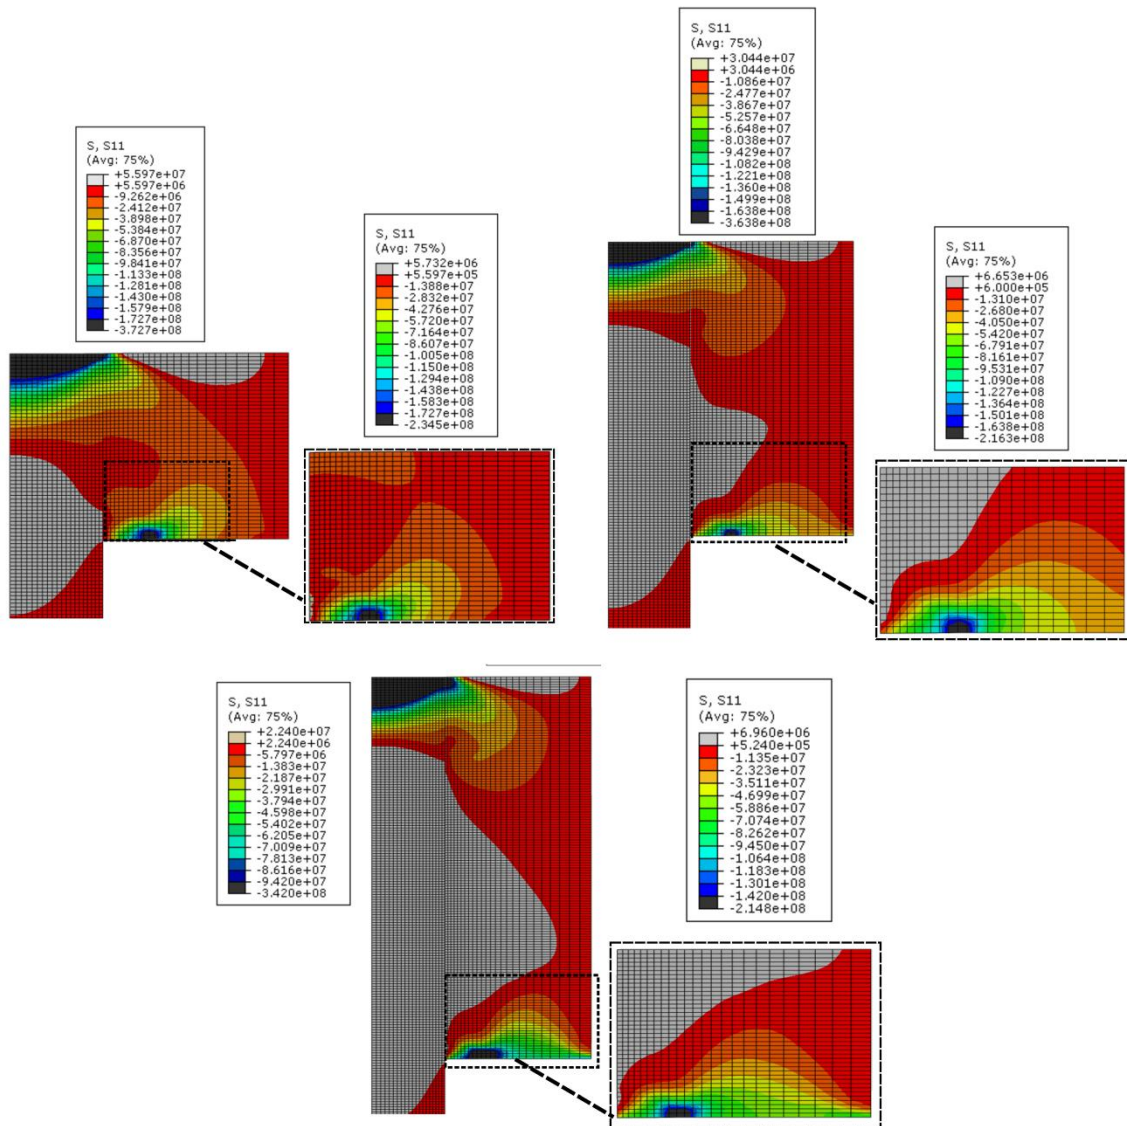 S, S11
(Avg: 75%)
+5.597e+07
+5.597e+06
-9.262e+06
-2.412e+07
-3.898e+07
-5.384e+07
-6.870e+07
-8.356e+07
-9.841e+07
-1.133e+08
-1.281e+08
-1.430e+08
-1.579e+08
-1.727e+08
-3.727e+08
S, S11
(Avg: 75%)
+5.732e+06
+5.597e+05
-1.388e+07
-2.832e+07
-4.276e+07
-5.720e+07
-7.164e+07
-8.607e+07
-1.005e+08
-1.150e+08
-1.294e+08
-1.438e+08
-1.583e+08
-1.727e+08
-2.345e+08
S, S11
(Avg: 75%)
+3.044e+07
+3.044e+06
-1.086e+07
-2.477e+07
-3.867e+07
-5.257e+07
-6.648e+07
-8.038e+07
-9.429e+07
-1.082e+08
-1.221e+08
-1.360e+08
-1.499e+08
-1.638e+08
-3.638e+08
S, S11
(Avg: 75%)
+6.653e+06
+6.000e+05
-1.310e+07
-2.680e+07
-4.050e+07
-5.420e+07
-6.791e+07
-8.161e+07
-9.531e+07
-1.090e+08
-1.227e+08
-1.364e+08
-1.501e+08
-1.638e+08
-2.163e+08
S, S11
(Avg: 75%)
+2.240e+07
+2.240e+06
-5.797e+06
-1.383e+07
-2.187e+07
-2.991e+07
-3.794e+07
-4.598e+07
-5.402e+07
-6.205e+07
-7.009e+07
-7.813e+07
-8.616e+07
-9.420e+07
-3.420e+08
S, S11
(Avg: 75%)
+6.960e+06
+5.240e+05
-1.135e+07
-2.323e+07
-3.511e+07
-4.699e+07
-5.886e+07
-7.074e+07
-8.262e+07
-9.450e+07
-1.064e+08
-1.183e+08
-1.301e+08
-1.420e+08
-2.148e+08